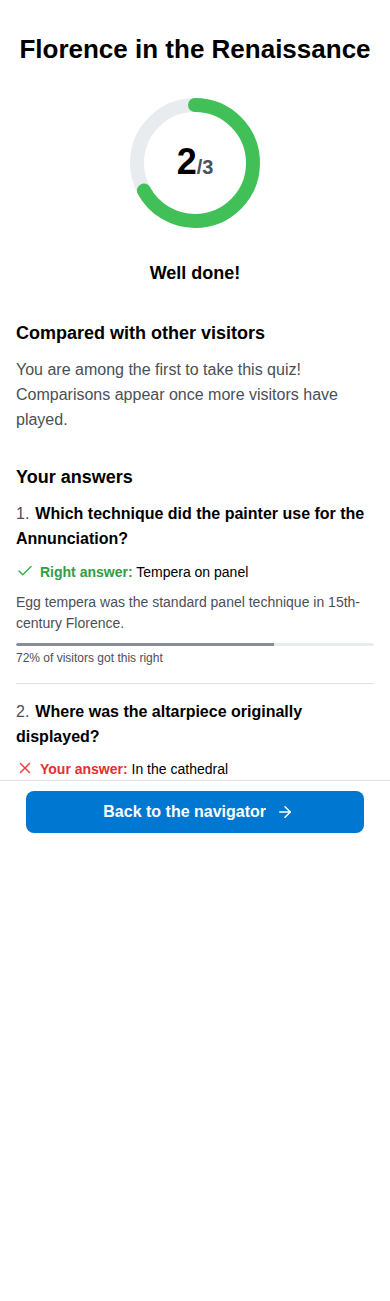 Florence in the Renaissance
2/3
Well done!
Compared with other visitors
You are among the first to take this quiz!
Comparisons appear once more visitors have
played.
Your answers
1. Which technique did the painter use for the
Annunciation?
Right answer: Tempera on panel
Egg tempera was the standard panel technique in 15th-
century Florence.
72% of visitors got this right
2. Where was the altarpiece originally
displayed?
Your answer: In the cathedral
Back to the navigator